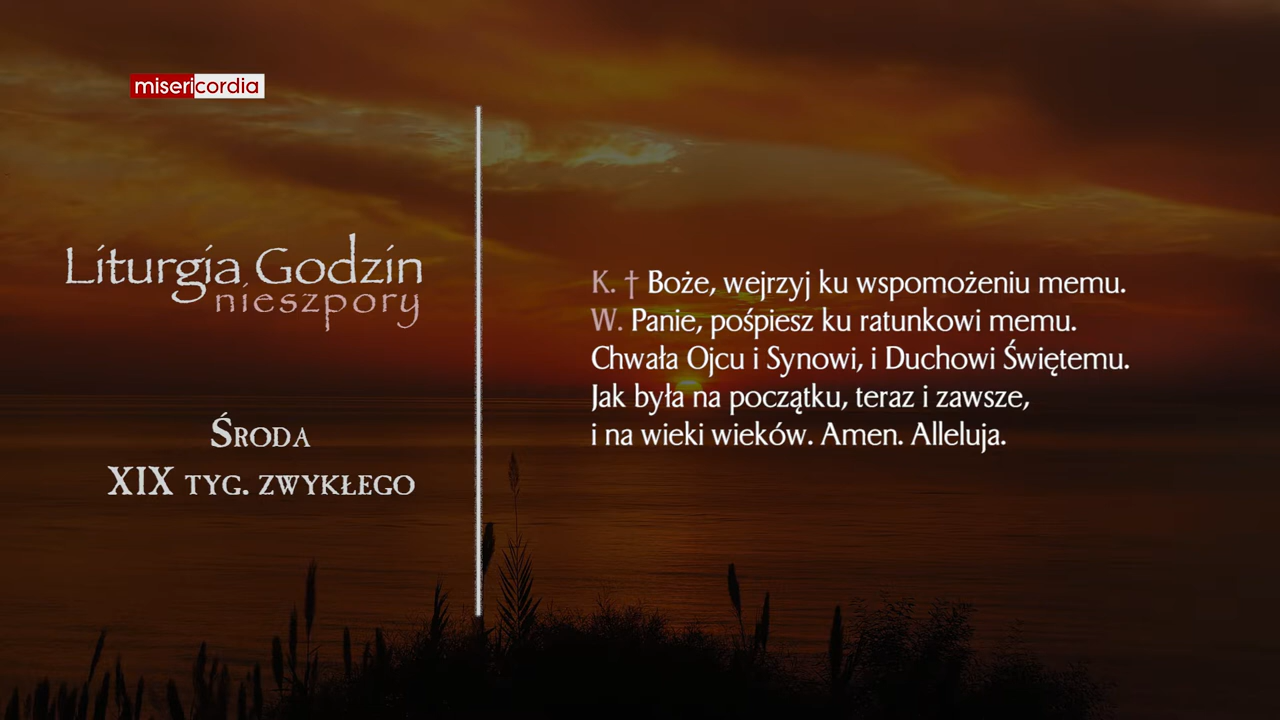 misericordia
Liturgia Godzin
nieszpory
Środa
XIX tyg. zwykłego
K. † Boże, wejrzyj ku wspomożeniu memu.
W. Panie, pośpiesz ku ratunkowi memu.
Chwała Ojcu i Synowi, i Duchowi Świętemu.
Jak była na początku, teraz i zawsze,
i na wieki wieków. Amen. Alleluja.